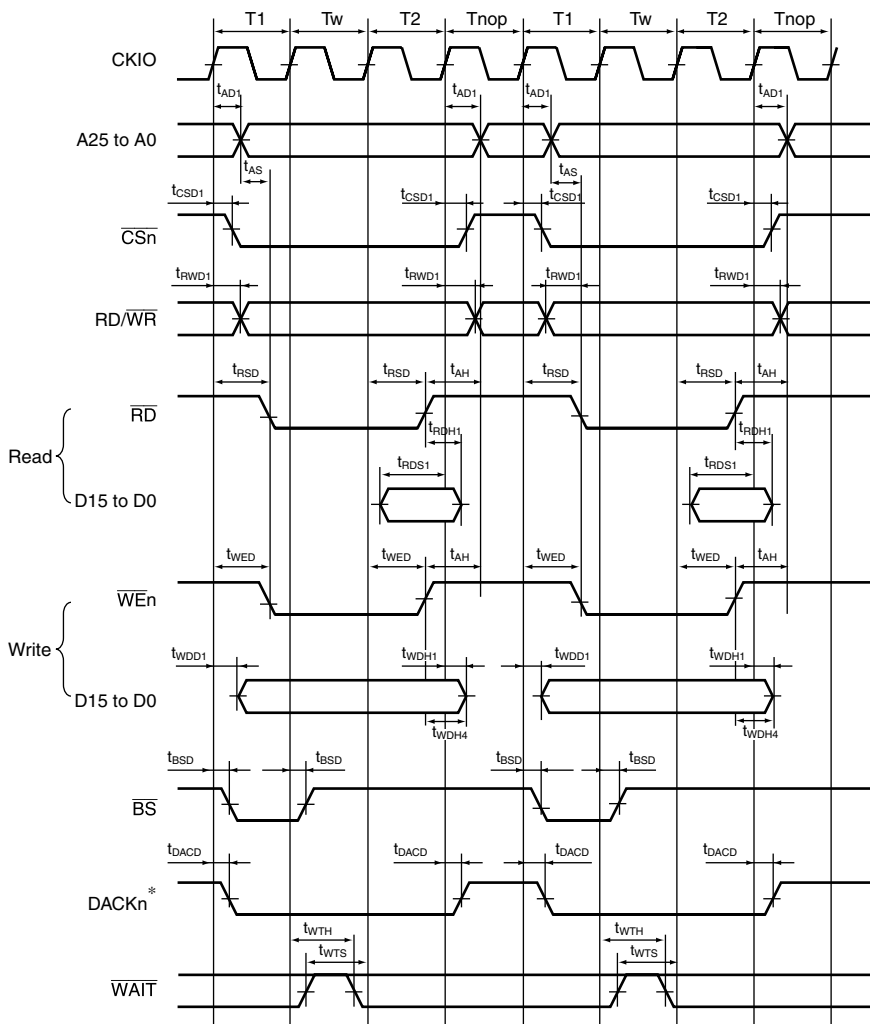 T1 Tw T2 Tnop T1 Tw T2 Tnop
CKIO
tAD1 tAD1 tAD1 tAD1
A25 to A0
tAS tAS
tCSD1 tCSD1 tCSD1 tCSD1
CSn
tRWD1 tRWD1 tRWD1 tRWD1
RD/WR
tRSD tRSD tAH tRSD tRSD tAH
RD
tRDH1 tRDH1
Read
tRDS1 tRDS1
D15 to D0
tWED tWED tAH tWED tWED tAH
WEn
Write
tWDD1 tWDH1 tWDD1 tWDH1
D15 to D0
tWDH4 tWDH4
tBSD tBSD tBSD tBSD
BS
tDACD tDACD tDACD tDACD
DACKn*
tWTH tWTH
tWTS tWTS
WAIT